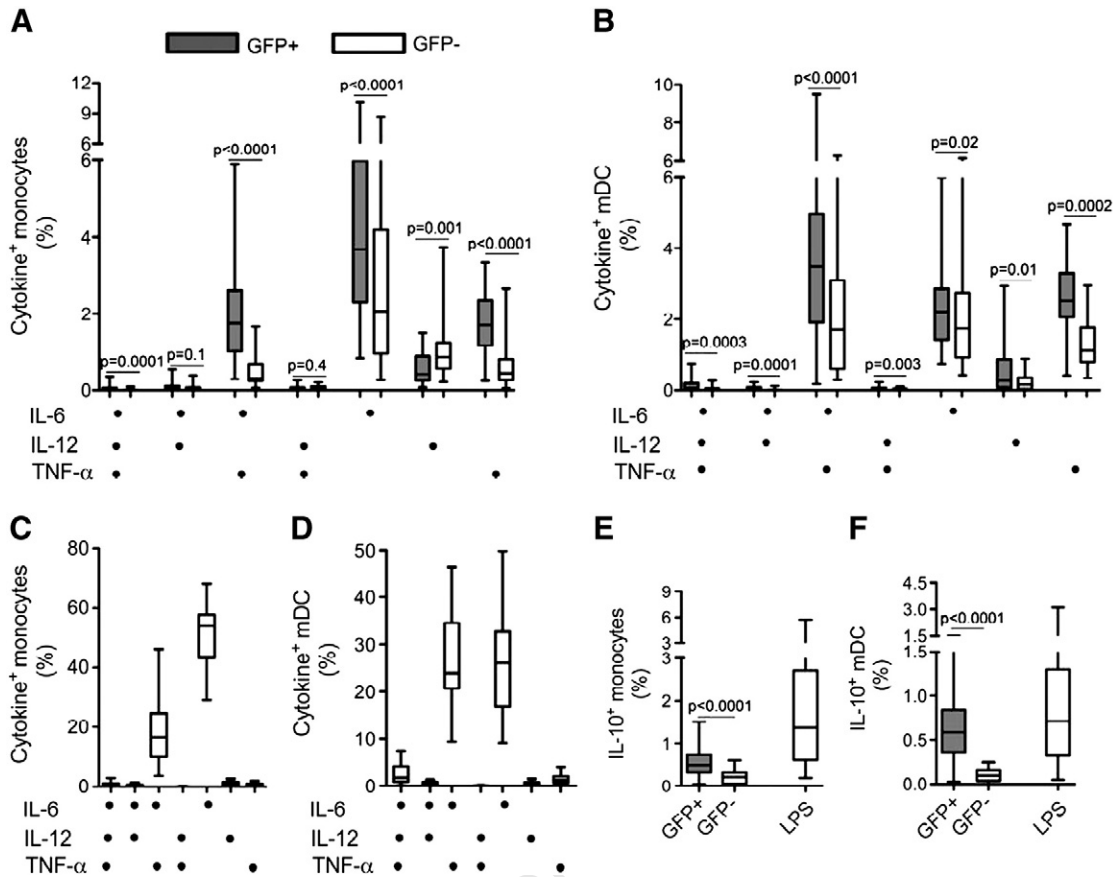 A
GFP+ GFP-
Cytokine+ monocytes
(%)
12
9
6
6
4
2
0
p=0.0001
p=0.1
p<0.0001
p=0.4
p<0.0001
p=0.001
p<0.0001
IL-6
IL-12
TNF-α
B
Cytokine+ mDC
(%)
10
8
6
6
4
2
0
p=0.0003
p=0.0001
p<0.0001
p=0.003
p=0.02
p=0.01
p=0.0002
IL-6
IL-12
TNF-α
C
Cytokine+ monocytes
(%)
80
60
40
20
0
IL-6
IL-12
TNF-α
D
Cytokine+ mDC
(%)
50
40
30
20
10
0
IL-6
IL-12
TNF-α
E
IL-10+ monocytes
(%)
9
6
3
3
2
1
0
p<0.0001
GFP+ GFP- LPS
F
IL-10+ mDC
(%)
4.5
3.0
1.5
1.5
1.0
0.5
0.0
p<0.0001
GFP+ GFP- LPS